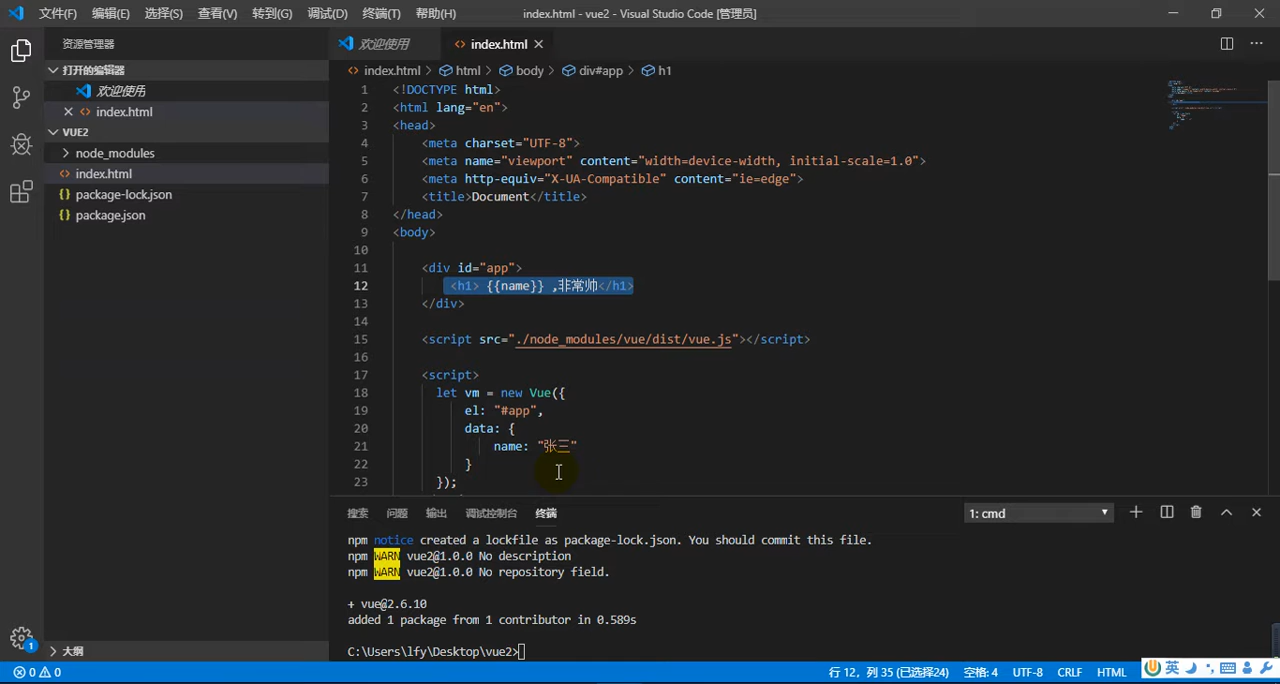 文件(F) 编辑(E) 选择(S) 查看(V) 转到(G) 调试(D) 终端(T) 帮助(H) index.html - vue2 - Visual Studio Code [管理员]
资源管理器
打开的编辑器
欢迎使用
index.html
VUE2
node_modules
index.html
package-lock.json
package.json
大纲
欢迎使用 index.html
index.html > html > body > div#app > h1
1 <!DOCTYPE html>
2 <html lang="en">
3 <head>
4 <meta charset="UTF-8">
5 <meta name="viewport" content="width=device-width, initial-scale=1.0">
6 <meta http-equiv="X-UA-Compatible" content="ie=edge">
7 <title>Document</title>
8 </head>
9 <body>
10
11 <div id="app">
12 <h1> {{name}} ,非常帅</h1>
13 </div>
14
15 <script src="./node_modules/vue/dist/vue.js"></script>
16
17 <script>
18 let vm = new Vue({
19 el: "#app",
20 data: {
21 name: "张三"
22 }
23 });
搜索 问题 输出 调试控制台 终端 1: cmd
npm notice created a lockfile as package-lock.json. You should commit this file.
npm WARN vue2@1.0.0 No description
npm WARN vue2@1.0.0 No repository field.
+ vue@2.6.10
added 1 package from 1 contributor in 0.589s
C:\Users\lfy\Desktop\vue2>
1
0 0 行 12，列 35 (已选择24) 空格: 4 UTF-8 CRLF HTML 英